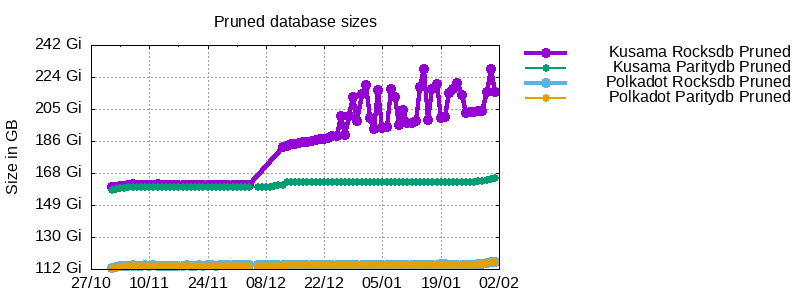 Pruned database sizes
242 Gi
224 Gi
205 Gi
186 Gi
168 Gi
149 Gi
130 Gi
112 Gi
Size in GB
27/10 10/11 24/11 08/12 22/12 05/01 19/01 02/02
Kusama Rocksdb Pruned
Kusama Paritydb Pruned
Polkadot Rocksdb Pruned
Polkadot Paritydb Pruned